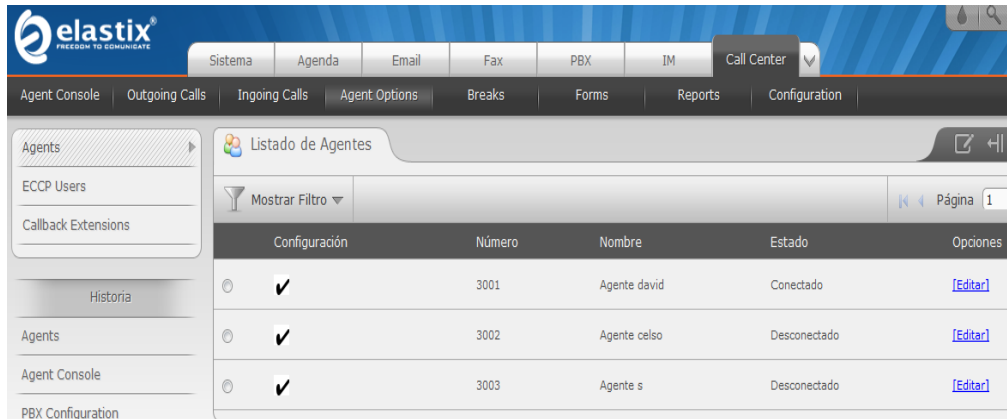 elastix®
FREEDOM TO COMUNICATE
Sistema Agenda Email Fax PBX IM Call Center
Agent Console Outgoing Calls Ingoing Calls Agent Options Breaks Forms Reports Configuration
Agents
ECCP Users
Callback Extensions
Historia
Agents
Agent Console
PBX Configuration
Listado de Agentes
Mostrar Filtro Página 1
Configuración Número Nombre Estado Opciones
3001 Agente david Conectado [Editar]
3002 Agente celso Desconectado [Editar]
3003 Agente s Desconectado [Editar]